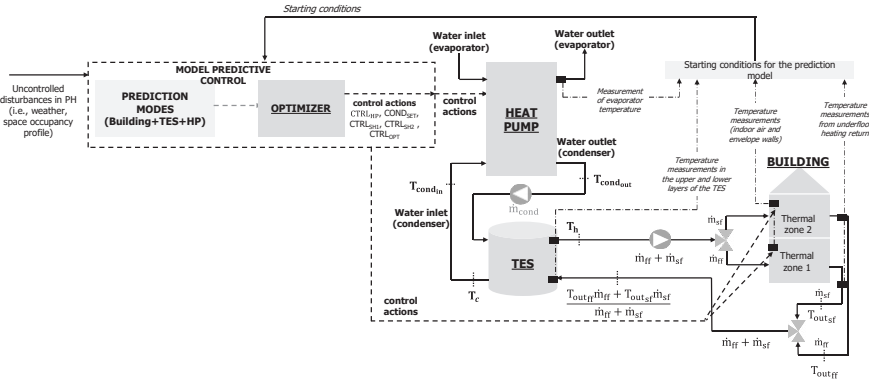 Starting conditions
Water inlet
(evaporator)
Water outlet
(evaporator)
Starting conditions for the prediction
model
MODEL PREDICTIVE
CONTROL
Uncontrolled
disturbances in PH
(i.e., weather,
space occupancy
profile)
PREDICTION
MODES
(Building+TES+HP)
OPTIMIZER
control actions
CTRL_HP, COND_SET,
CTRL_SH1, CTRL_SH2 ,
CTRL_OPT
control
actions
HEAT
PUMP
Measurement
of evaporator
temperature
Temperature
measurements
(indoor air and
envelope walls)
Temperature
measurements
from underfloor
heating return
Water outlet
(condenser)
Temperature
measurements in
the upper and lower
layers of the TES
BUILDING
T_cond_in
T_cond_out
ṁ_cond
Water inlet
(condenser)
T_h
ṁ_sf
Thermal
zone 2
TES
ṁ_ff + ṁ_sf
ṁ_ff
Thermal
zone 1
T_c
T_out_ff ṁ_ff + T_out_sf ṁ_sf
ṁ_ff + ṁ_sf
ṁ_sf
T_out_sf
control
actions
ṁ_ff + ṁ_sf
ṁ_ff
T_out_ff